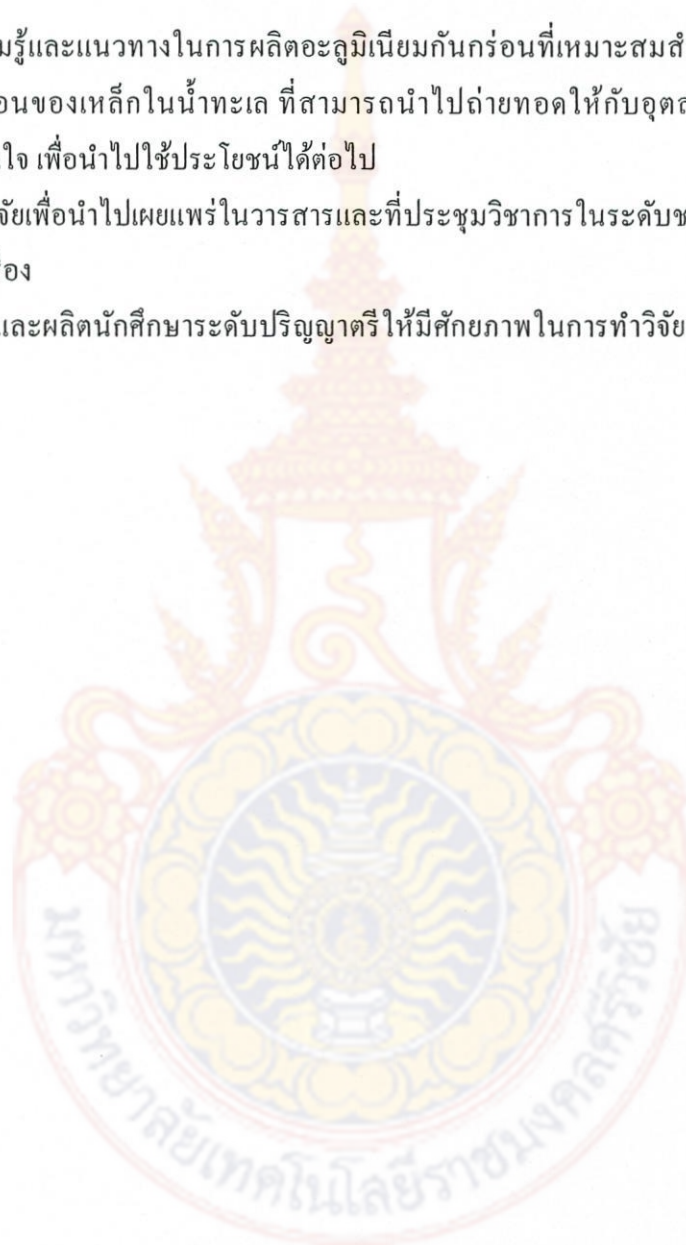 มรู้และแนวทางในการผลิตอะลูมิเนียมกันกร่อนที่เหมาะสมสำ
อนของเหล็กในน้ำทะเล ที่สามารถนำไปถ่ายทอดให้กับอุตส
ใจ เพื่อนำไปใช้ประโยชน์ได้ต่อไป
จัยเพื่อนำไปเผยแพร่ในวารสารและที่ประชุมวิชาการในระดับช
รื่อง
และผลิตนักศึกษาระดับปริญญาตรีให้มีศักยภาพในการทำวิจัย
มหาวิทยาลัยเทคโนโลยีราชมงคลศรีวิชัย